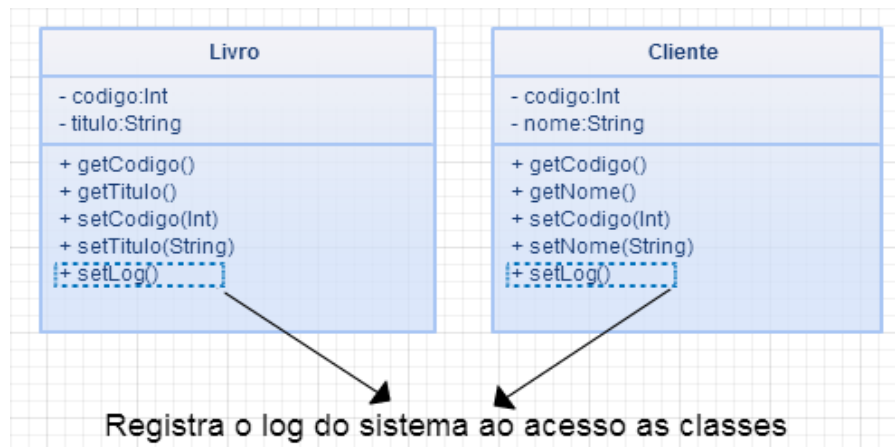 Livro
- codigo:Int
- titulo:String
+ getCodigo()
+ getTitulo()
+ setCodigo(Int)
+ setTitulo(String)
+ setLog()
Cliente
- codigo:Int
- nome:String
+ getCodigo()
+ getNome()
+ setCodigo(Int)
+ setNome(String)
+ setLog()
Registra o log do sistema ao acesso as classes